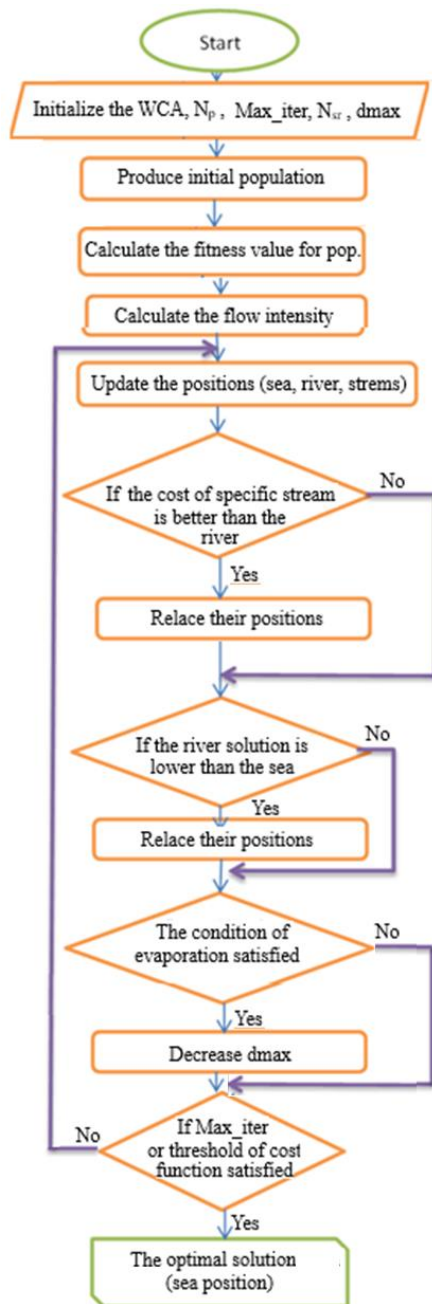 Start
Initialize the WCA, Np , Max_iter, Nsr , dmax
Produce initial population
Calculate the fitness value for pop.
Calculate the flow intensity
Update the positions (sea, river, strems)
If the cost of specific stream
is better than the
river
No
Yes
Relace their positions
If the river solution is
lower than the sea
No
Yes
Relace their positions
The condition of
evaporation satisfied
No
Yes
Decrease dmax
If Max_iter
or threshold of cost
function satisfied
No
Yes
The optimal solution .
(sea position)